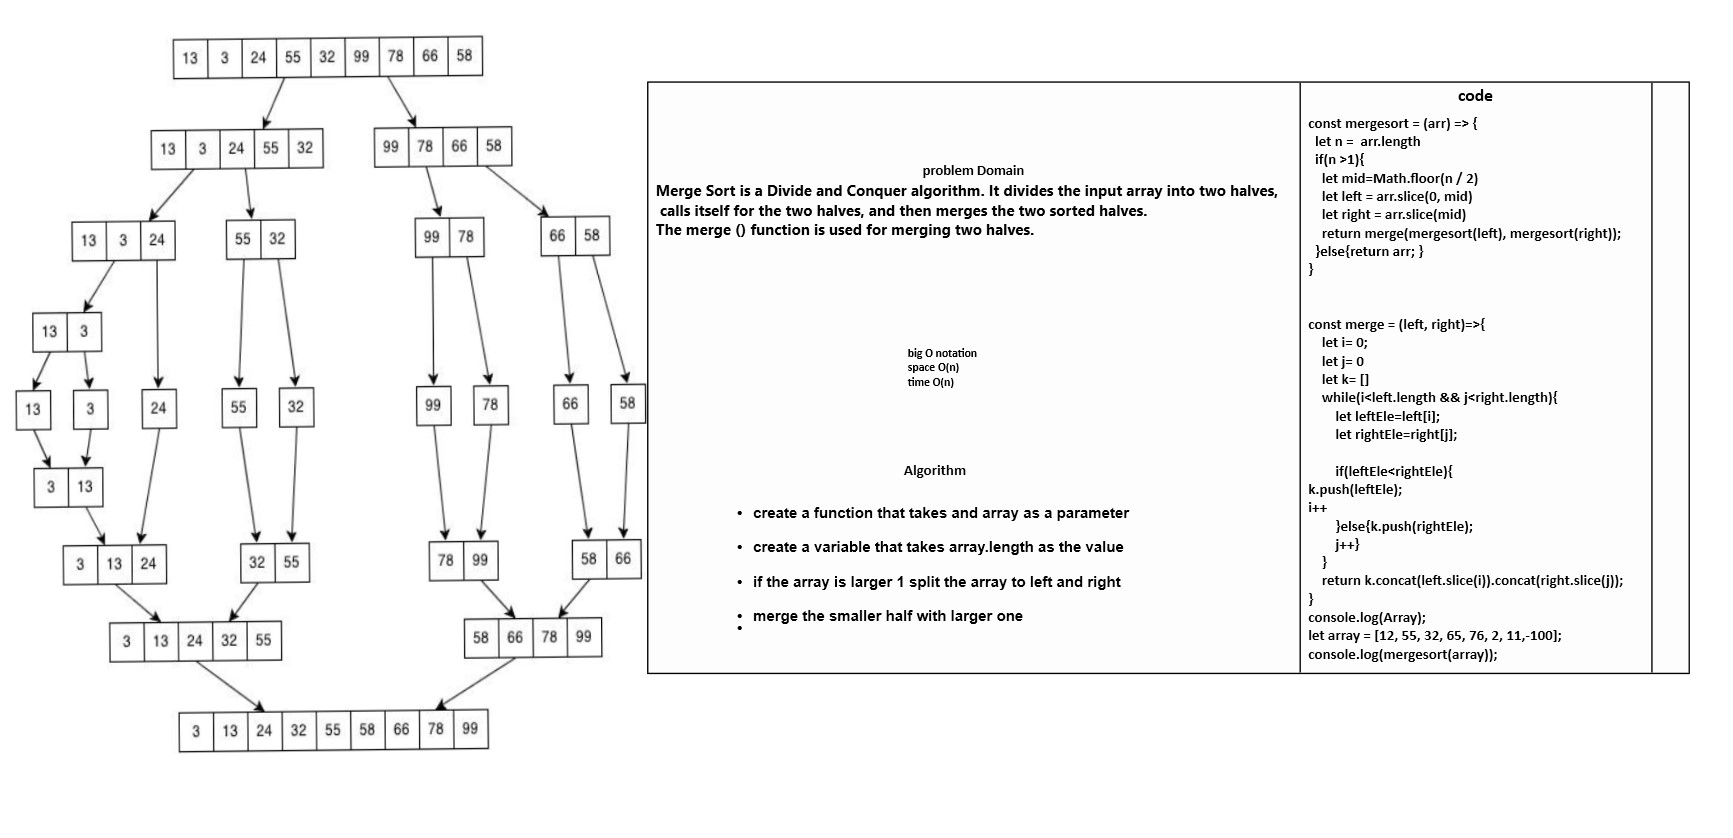 13 3 24 55 32 99 78 66 58
13 3 24 55 32
99 78 66 58
13 3 24
55 32
99 78
66 58
13 3
13
3
24
55
32
99
78
66
58
3 13
3 13 24
32 55
78 99
58 66
3 13 24 32 55
58 66 78 99
3 13 24 32 55 58 66 78 99
problem Domain
Merge Sort is a Divide and Conquer algorithm. It divides the input array into two halves,
calls itself for the two halves, and then merges the two sorted halves.
The merge () function is used for merging two halves.
big O notation
space O(n)
time O(n)
Algorithm
• create a function that takes and array as a parameter
• create a variable that takes array.length as the value
• if the array is larger 1 split the array to left and right
• merge the smaller half with larger one
•
code
const mergesort = (arr) => {
let n = arr.length
if(n >1){
let mid=Math.floor(n / 2)
let left = arr.slice(0, mid)
let right = arr.slice(mid)
return merge(mergesort(left), mergesort(right));
}else{return arr; }
}
const merge = (left, right)=>{
let i= 0;
let j= 0
let k= []
while(i<left.length && j<right.length){
let leftEle=left[i];
let rightEle=right[j];
if(leftEle<rightEle){
k.push(leftEle);
i++
}else{k.push(rightEle);
j++}
}
return k.concat(left.slice(i)).concat(right.slice(j));
}
console.log(Array);
let array = [12, 55, 32, 65, 76, 2, 11,-100];
console.log(mergesort(array));